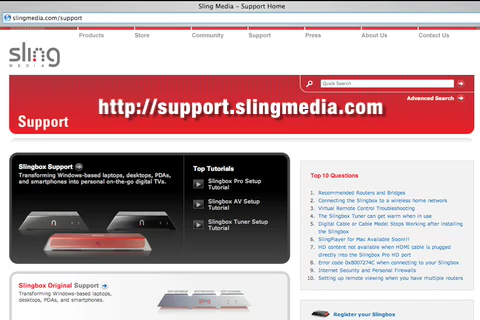 Sling Media - Support Home
slingmedia.com/support
Products Store Community Support Press About Us Contact Us
sling
MEDIA
Quick Search
Advanced Search
http://support.slingmedia.com
Support
Slingbox Support
Transforming Windows-based laptops, desktops, PDAs,
and smartphones into personal on-the-go digital TVs.
Top Tutorials
Slingbox Pro Setup
Tutorial
Slingbox AV Setup
Tutorial
Slingbox Tuner Setup
Tutorial
Top 10 Questions
1. Recommended Routers and Bridges
2. Connecting the Slingbox to a wireless home network
3. Virtual Remote Control Troubleshooting
4. The Slingbox Tuner can get warm when in use
5. Digital Cable or Cable Model Stops Working after installing
the Slingbox
6. SlingPlayer for Mac Available Soon!!
7. HD content not available when HDMI cable is plugged
directly into the Slingbox Pro HD port
8. Error code 0x8007274C when connecting to your Slingbox
9. Internet Security and Personal Firewalls
10. Setting up remote viewing when you have multiple routers
Slingbox Original Support
Transforming Windows-based laptops,
desktops, PDAs, and smartphones.
Register your Slingbox